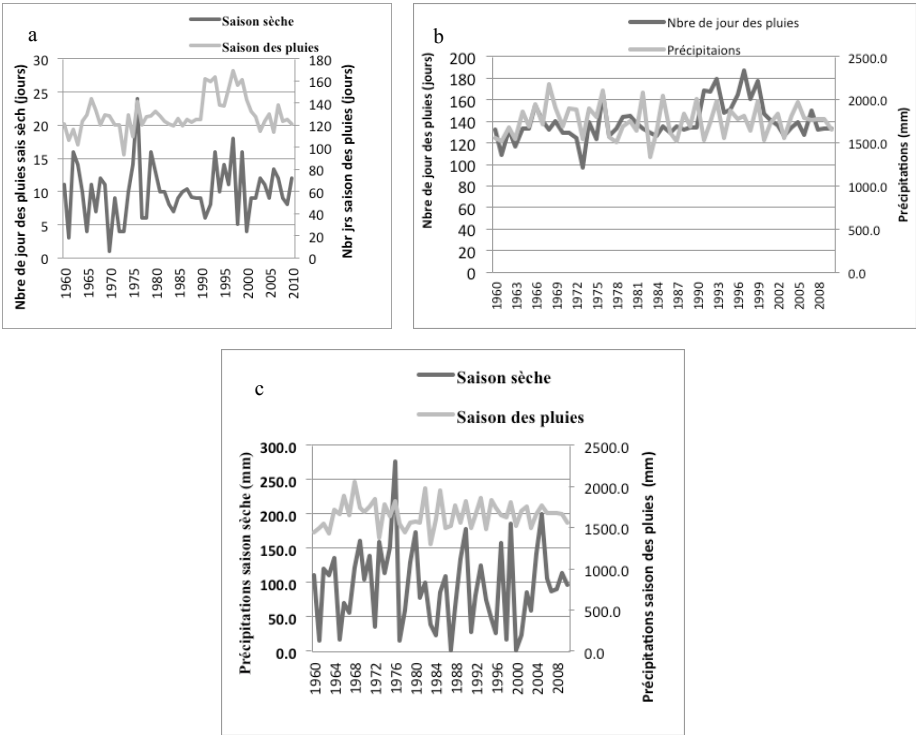 a
Saison sèche
Saison des pluies
Nbre de jour des pluies sais sèch (jours)
30
25
20
15
10
5
0
180
160
140
120
100
80
60
40
20
0
Nbr jrs saison des pluies (jours)
1960 1965 1966 1970 1975 1976 1980 1985 1986 1990 1991 1995 2000 2005 2010
b
Nbre de jour des pluies
Précipitaions
Nbre de jour des pluies (jours)
200
180
160
140
120
100
80
60
40
20
0
2500.0
2000.0
1500.0
1000.0
500.0
0.0
Précipitations (mm)
1960 1963 1966 1969 1972 1975 1978 1981 1984 1987 1990 1993 1996 1999 2002 2005 2008
c
Saison sèche
Saison des pluies
Précipitations saison sèche (mm)
300.0
250.0
200.0
150.0
100.0
50.0
0.0
2500.0
2000.0
1500.0
1000.0
500.0
0.0
Précipitations saison des pluies (mm)
1960 1964 1968 1972 1976 1980 1984 1988 1992 1996 2000 2004 2008